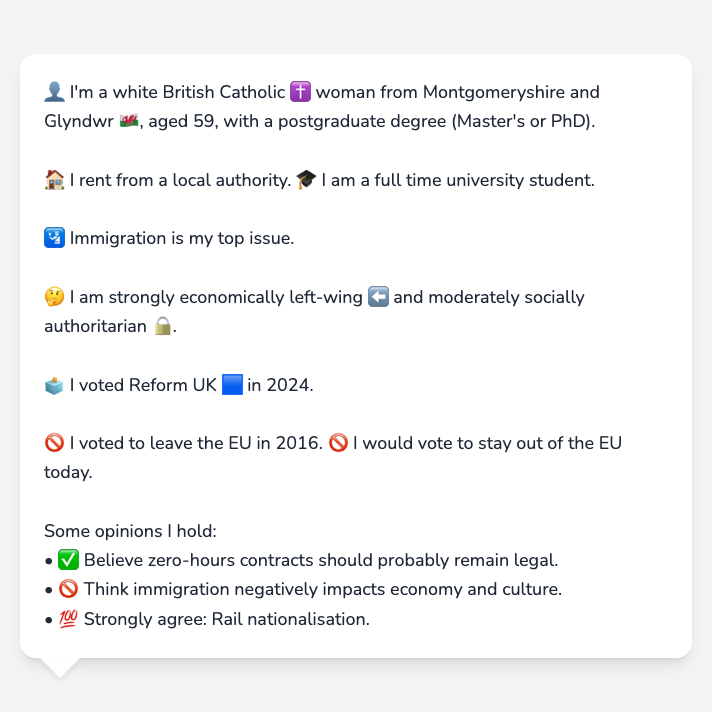 👤 I'm a white British Catholic ✝️ woman from Montgomeryshire and
Glyndwr 🏴󠁧󠁢󠁷󠁬󠁳󠁿, aged 59, with a postgraduate degree (Master's or PhD).
🏠 I rent from a local authority. 🎓 I am a full time university student.
🛂 Immigration is my top issue.
🤔 I am strongly economically left-wing ⬅️ and moderately socially
authoritarian 🔒.
🗳️ I voted Reform UK 🟦 in 2024.
🚫 I voted to leave the EU in 2016. 🚫 I would vote to stay out of the EU
today.
Some opinions I hold:
• ✅ Believe zero-hours contracts should probably remain legal.
• 🚫 Think immigration negatively impacts economy and culture.
• 💯 Strongly agree: Rail nationalisation.